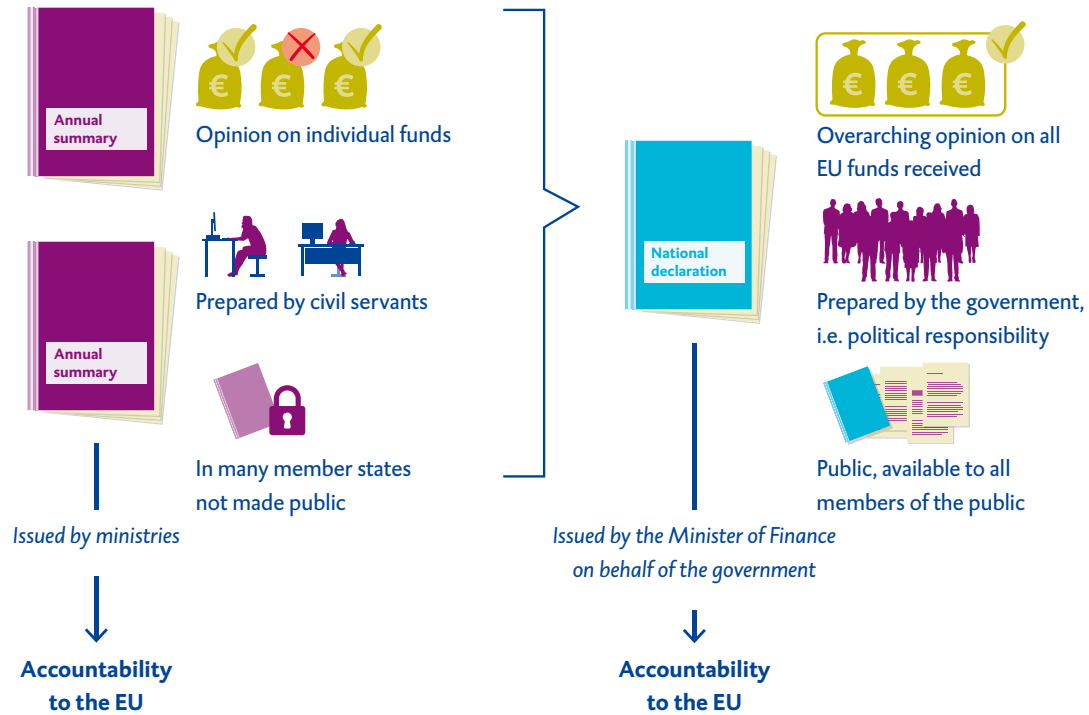 Annual
summary
Opinion on individual funds
Annual
summary
Prepared by civil servants
In many member states
not made public
Issued by ministries
Accountability
to the EU
National
declaration
Overarching opinion on all
EU funds received
Prepared by the government,
i.e. political responsibility
Public, available to all
members of the public
Issued by the Minister of Finance
on behalf of the government
Accountability
to the EU